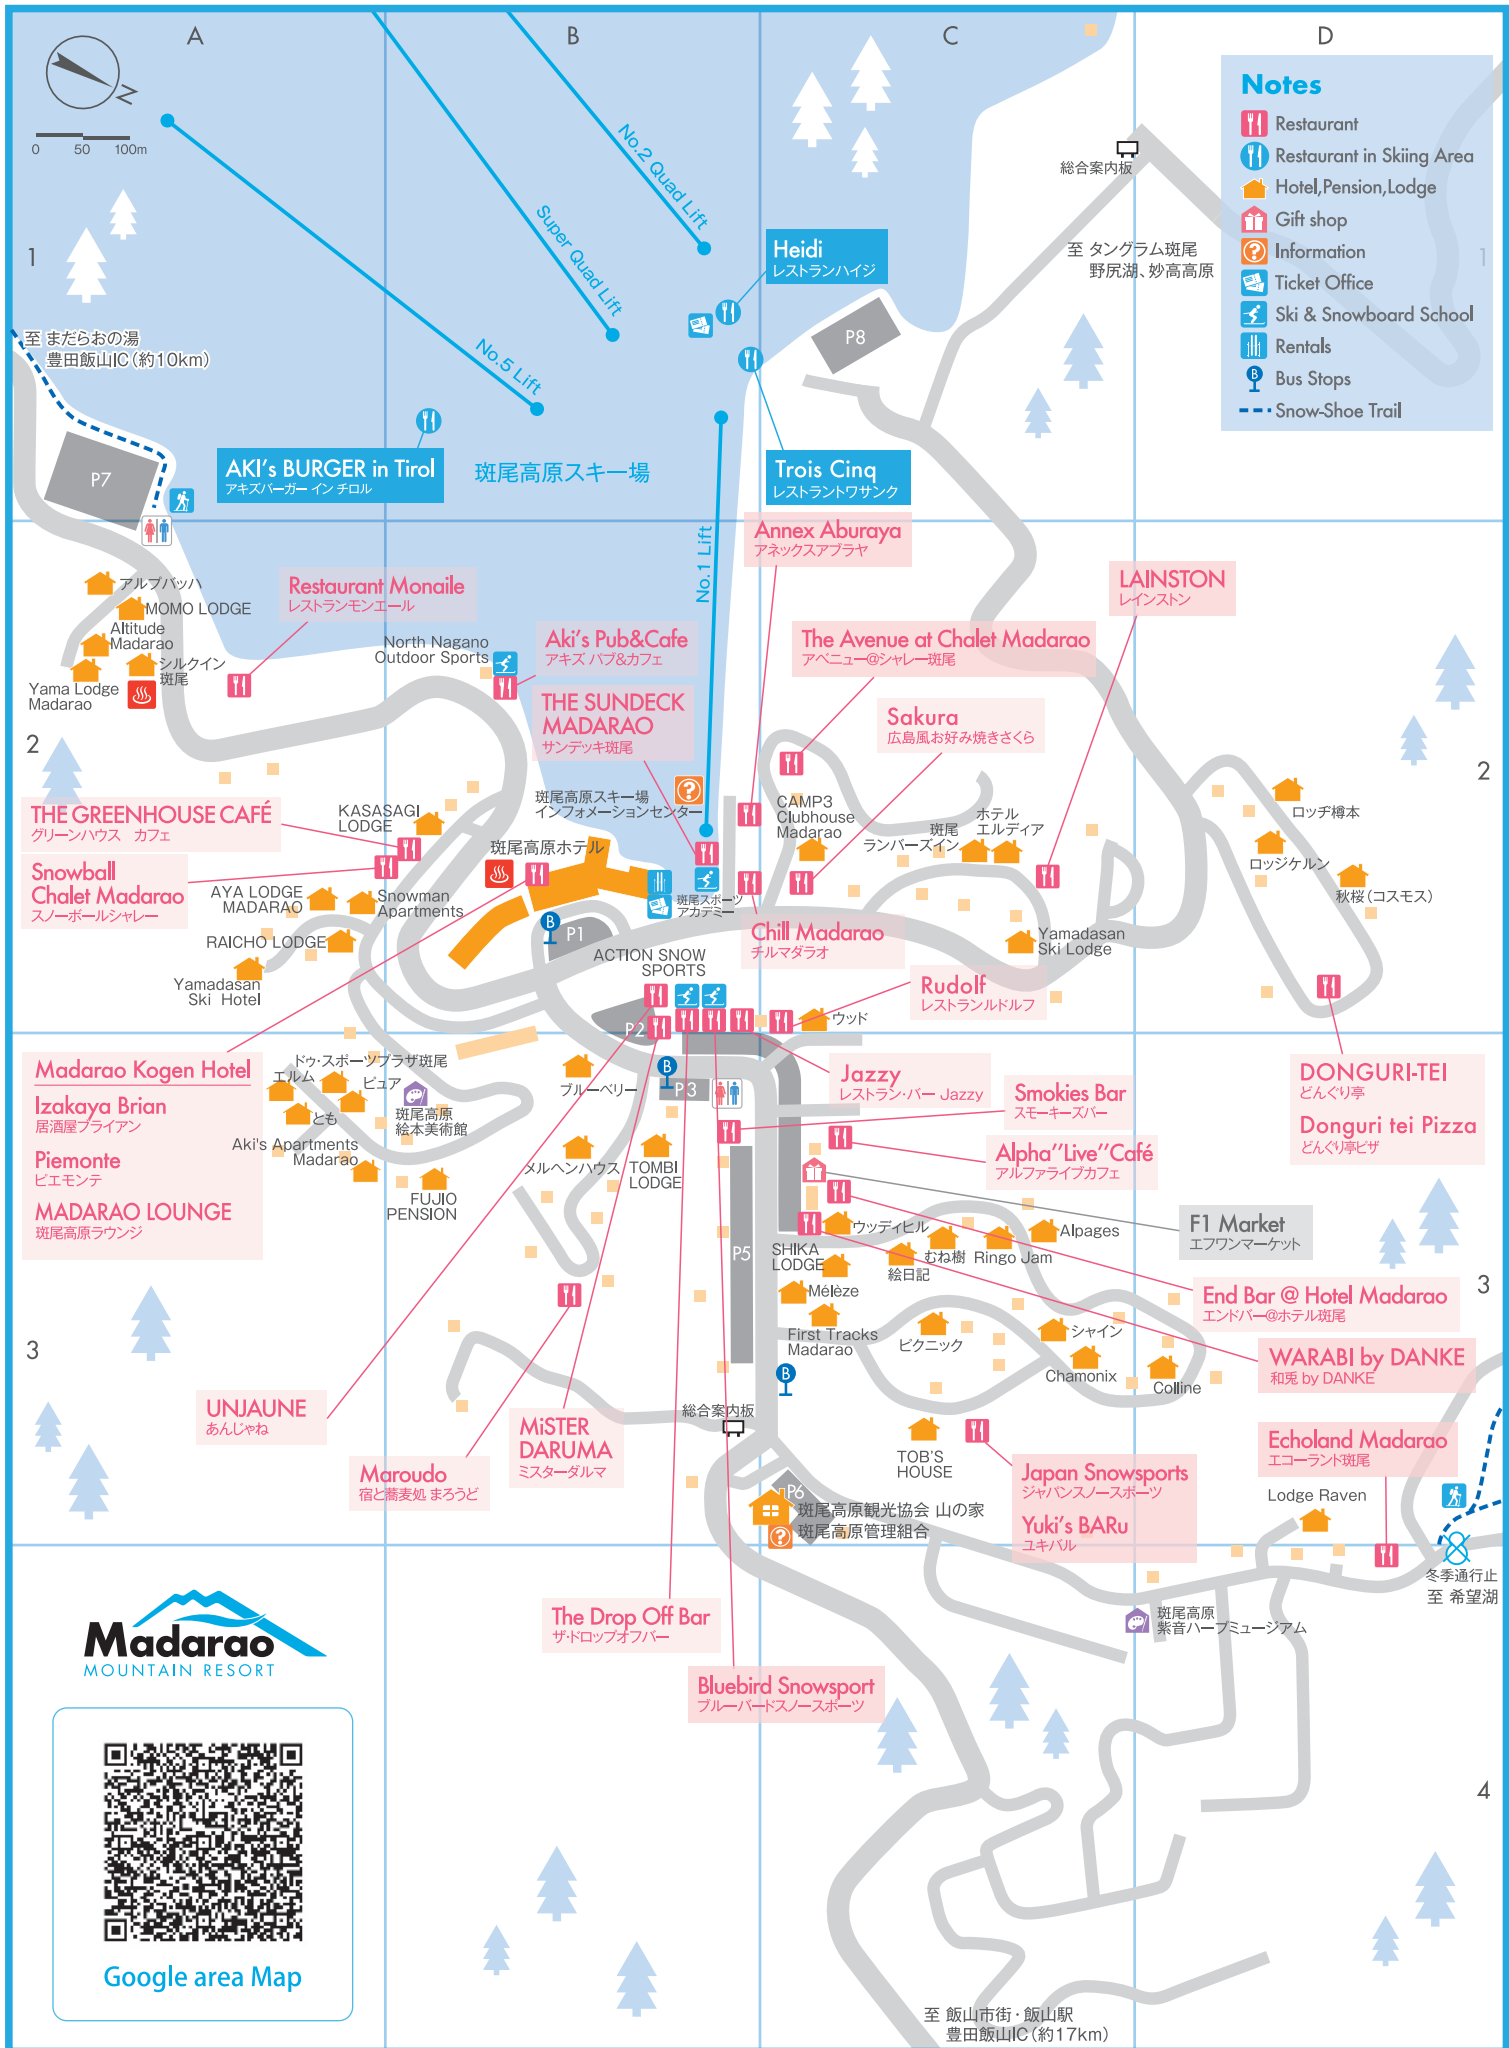 A
B
C
D
N
0 50 100m
1
1
2
2
3
3
4
Notes
Restaurant
Restaurant in Skiing Area
Hotel,Pension,Lodge
Gift shop
Information
Ticket Office
Ski & Snowboard School
Rentals
B
Bus Stops
Snow-Shoe Trail
No.2 Quad Lift
Super Quad Lift
No.5 Lift
No.1 Lift
Heidi
レストランハイジ
総合案内板
至 タングラム斑尾
野尻湖、妙高高原
P8
至 まだらおの湯
豊田飯山IC(約10km)
P7
AKI's BURGER in Tirol
アキズバーガー イン チロル
斑尾高原スキー場
Trois Cinq
レストラントワサンク
Annex Aburaya
アネックスアブラヤ
LAINSTON
レインストン
アルプバッハ
MOMO LODGE
Altitude
Madarao
シルクイン
斑尾
Yama Lodge
Madarao
Restaurant Monaile
レストランモンエール
North Nagano
Outdoor Sports
Aki's Pub&Cafe
アキズ パブ&カフェ
THE SUNDECK
MADARAO
サンデッキ斑尾
The Avenue at Chalet Madarao
アベニュー@シャレー斑尾
Sakura
広島風お好み焼きさくら
斑尾高原スキー場
インフォメーションセンター
THE GREENHOUSE CAFÉ
グリーンハウス カフェ
KASASAGI
LODGE
Snowball
Chalet Madarao
スノーボールシャレー
AYA LODGE
MADARAO
Snowman
Apartments
RAICHO LODGE
Yamadasan
Ski Hotel
斑尾高原ホテル
CAMP3
Clubhouse
Madarao
斑尾
ランバーズイン
ホテル
エルディア
ロッヂ樽本
ロッジケルン
秋桜(コスモス)
斑尾スポーツ
アカデミー
B
P1
ACTION SNOW
SPORTS
Chill Madarao
チルマダラオ
Yamadasan
Ski Lodge
Rudolf
レストランルドルフ
P2
ウッド
Madarao Kogen Hotel
Izakaya Brian
居酒屋ブライアン
Piemonte
ピエモンテ
MADARAO LOUNGE
斑尾高原ラウンジ
ドゥ・スポーツプラザ斑尾
エルム
ピュア
とも
斑尾高原
絵本美術館
Aki's Apartments
Madarao
FUJIO
PENSION
ブルーベリー
B
P3
メルヘンハウス
TOMBI
LODGE
Jazzy
レストラン・バー Jazzy
Smokies Bar
スモーキーズバー
Alpha"Live"Café
アルファライブカフェ
DONGURI-TEI
どんぐり亭
Donguri tei Pizza
どんぐり亭ピザ
F1 Market
エフワンマーケット
P5
ウッディヒル
SHIKA
LODGE
むね樹
絵日記
Ringo Jam
Alpages
Méleze
First Tracks
Madarao
ピクニック
シャイン
Chamonix
Colline
End Bar @ Hotel Madarao
エンドバー@ホテル斑尾
WARABI by DANKE
和兎 by DANKE
B
UNJAUNE
あんじゃね
Maroudo
宿と蕎麦処 まろうど
MiSTER
DARUMA
ミスターダルマ
総合案内板
TOB'S
HOUSE
Japan Snowsports
ジャパンスノースポーツ
Yuki's BARu
ユキバル
Echoland Madarao
エコーランド斑尾
Lodge Raven
P6
斑尾高原観光協会 山の家
斑尾高原管理組合
冬季通行止
至 希望湖
斑尾高原
紫音ハープミュージアム
The Drop Off Bar
ザ・ドロップオフバー
Bluebird Snowsport
ブルーバードスノースポーツ
Madarao
MOUNTAIN RESORT
Google area Map
至 飯山市街・飯山駅
豊田飯山IC(約17km)